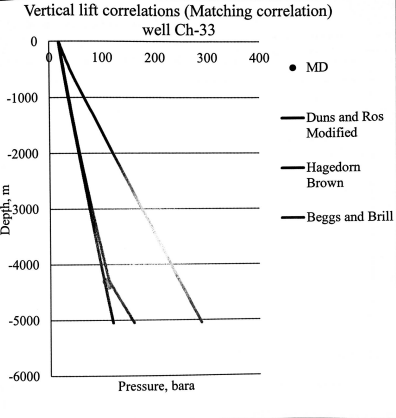 Vertical lift correlations (Matching correlation)
well Ch-33
0
0 100 200 300 400
-1000
-2000
-3000
-4000
-5000
-6000
Depth, m
Pressure, bara
MD
Duns and Ros
Modified
Hagedorn
Brown
Beggs and Brill